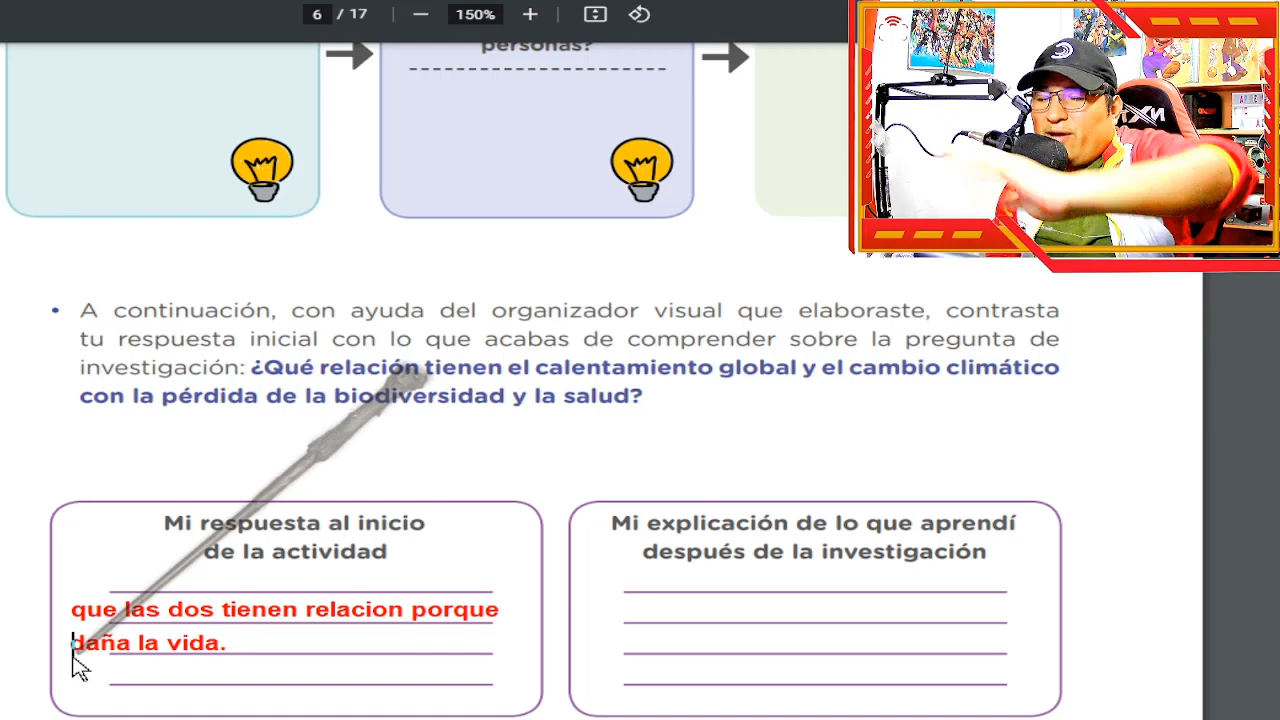 6 / 17
150%
personas?
• A continuación, con ayuda del organizador visual que elaboraste, contrasta
tu respuesta inicial con lo que acabas de comprender sobre la pregunta de
investigación: ¿Qué relación tienen el calentamiento global y el cambio climático
con la pérdida de la biodiversidad y la salud?
Mi respuesta al inicio
de la actividad
que las dos tienen relacion porque
daña la vida.
Mi explicación de lo que aprendí
después de la investigación